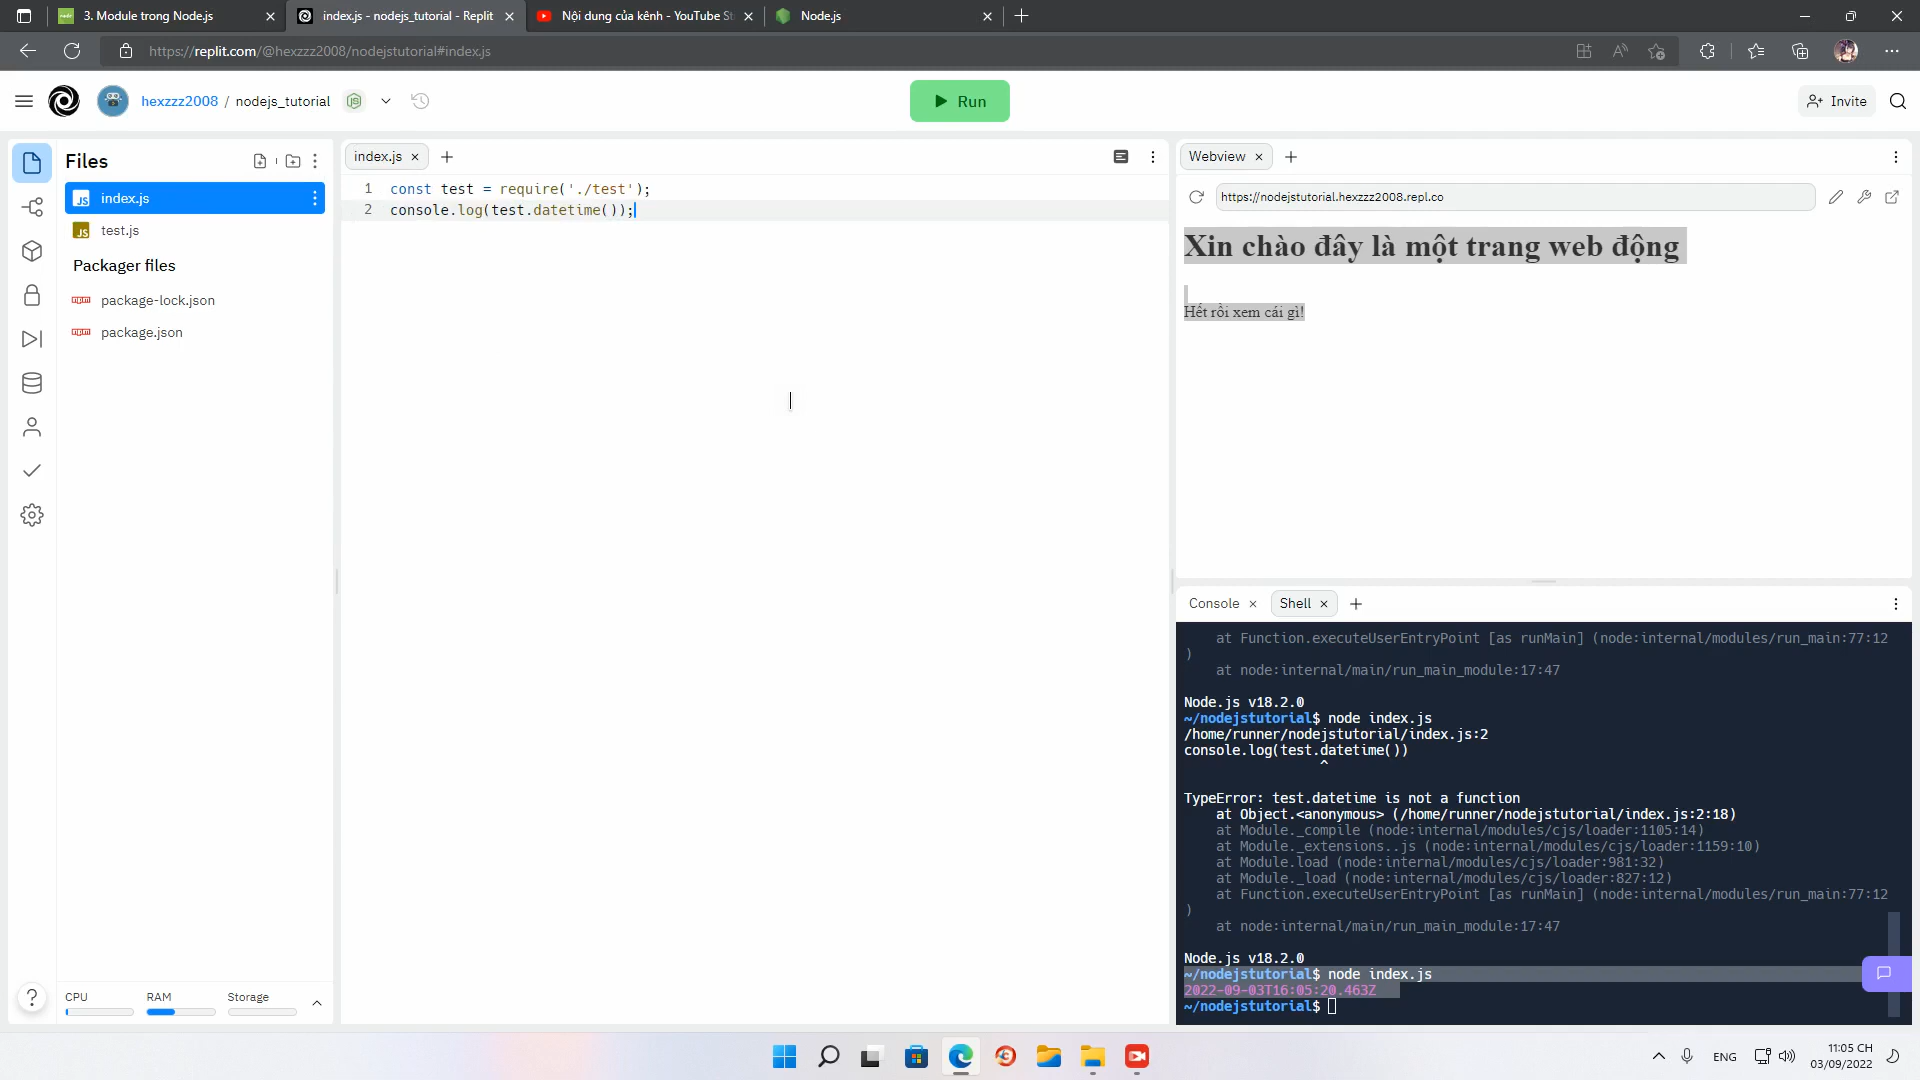 3. Module trong Node.js
index.js - nodejs_tutorial - Replit
Nội dung của kênh - YouTube St
Node.js
https://replit.com/@hexzzz2008/nodejstutorial#index.js
hexzzz2008 / nodejs_tutorial
Run
Invite
Files
index.js
test.js
Packager files
package-lock.json
package.json
CPU
RAM
Storage
index.js
1 const test = require('./test');
2 console.log(test.datetime());
Webview
https://nodejstutorial.hexzzz2008.repl.co
Xin chào đây là một trang web động
Hết rồi xem cái gì!
Console
Shell
at Function.executeUserEntryPoint [as runMain] (node:internal/modules/run_main:77:12
)
at node:internal/main/run_main_module:17:47
Node.js v18.2.0
~/nodejstutorial$ node index.js
/home/runner/nodejstutorial/index.js:2
console.log(test.datetime())
^
TypeError: test.datetime is not a function
at Object.<anonymous> (/home/runner/nodejstutorial/index.js:2:18)
at Module._compile (node:internal/modules/cjs/loader:1105:14)
at Module._extensions..js (node:internal/modules/cjs/loader:1159:10)
at Module.load (node:internal/modules/cjs/loader:981:32)
at Module._load (node:internal/modules/cjs/loader:827:12)
at Function.executeUserEntryPoint [as runMain] (node:internal/modules/run_main:77:12
)
at node:internal/main/run_main_module:17:47
Node.js v18.2.0
~/nodejstutorial$ node index.js
2022-09-03T16:05:20.463Z
~/nodejstutorial$
ENG
11:05 CH
03/09/2022